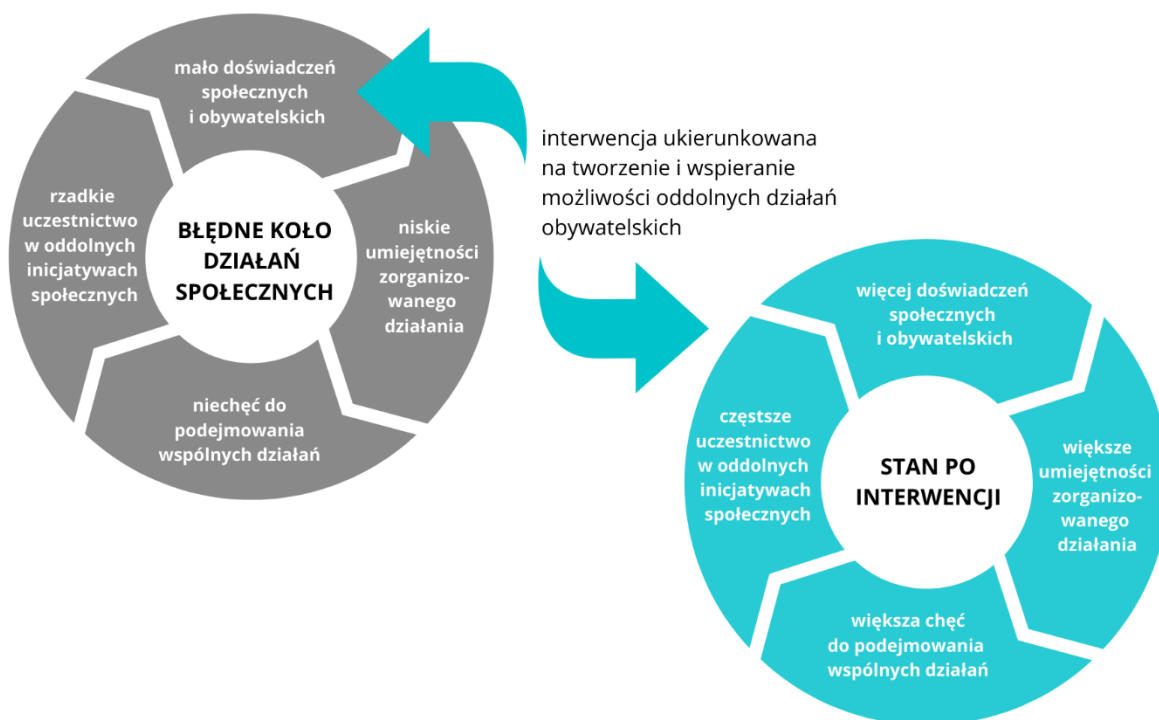 mało doświadczeń
społecznych
i obywatelskich
niskie
umiejętności
zorganizo-
wanego
działania
niechęć do
podejmowania
wspólnych działań
rzadkie
uczestnictwo
w oddolnych
inicjatywach
społecznych
BŁĘDNE KOŁO
DZIAŁAŃ
SPOŁECZNYCH
interwencja ukierunkowana
na tworzenie i wspieranie
możliwości oddolnych działań
obywatelskich
więcej doświadczeń
społecznych
i obywatelskich
większe
umiejętności
zorganizo-
wanego
działania
większa chęć
do podejmowania
wspólnych działań
częstsze
uczestnictwo
w oddolnych
inicjatywach
społecznych
STAN PO
INTERWENCJI